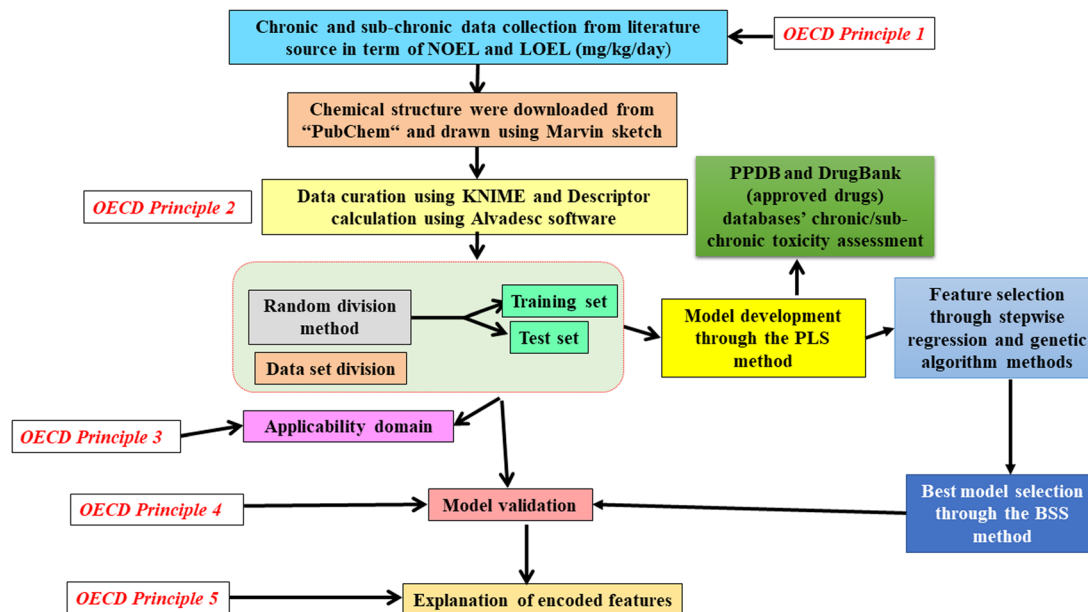 Chronic and sub-chronic data collection from literature
source in term of NOEL and LOEL (mg/kg/day)
OECD Principle 1
Chemical structure were downloaded from
“PubChem“ and drawn using Marvin sketch
OECD Principle 2
Data curation using KNIME and Descriptor
calculation using Alvadesc software
PPDB and DrugBank
(approved drugs)
databases’ chronic/sub-
chronic toxicity assessment
Random division
method
Training set
Test set
Data set division
Model development
through the PLS
method
Feature selection
through stepwise
regression and genetic
algorithm methods
OECD Principle 3
Applicability domain
OECD Principle 4
Model validation
Best model selection
through the BSS
method
OECD Principle 5
Explanation of encoded features